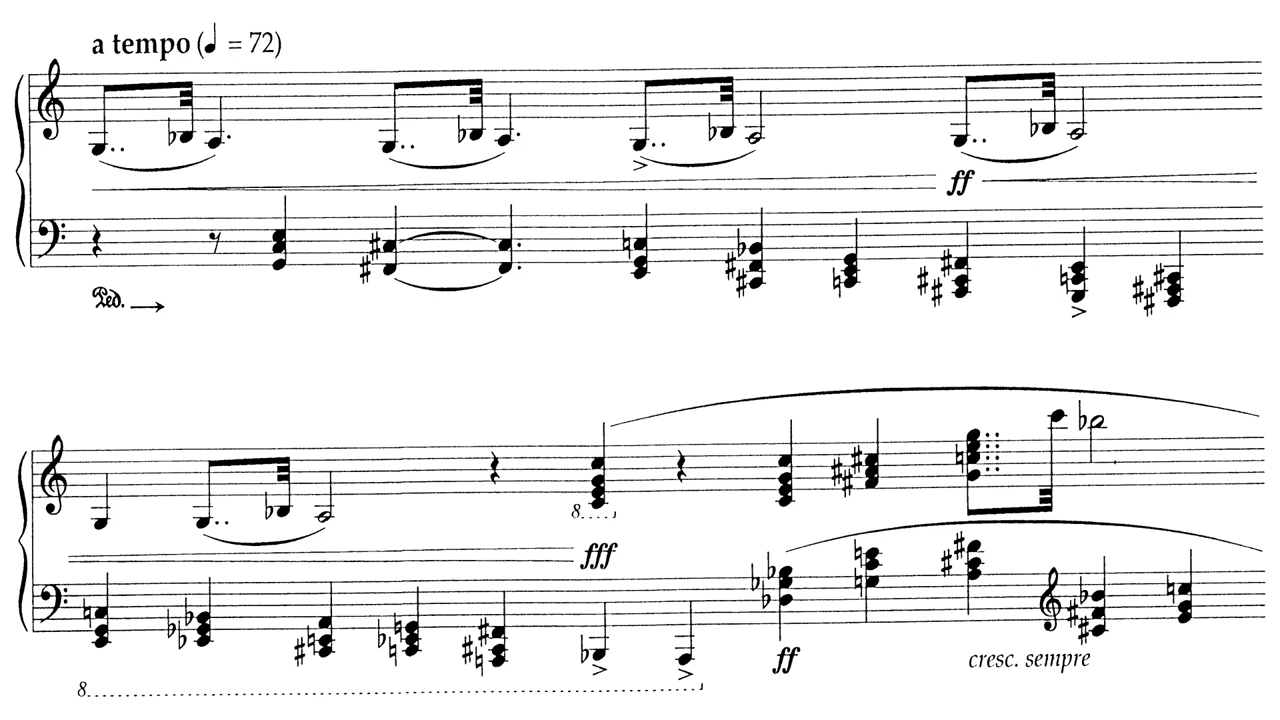 a tempo (♩ = 72)
ff
Ped.
8
fff
8
ff
cresc. sempre